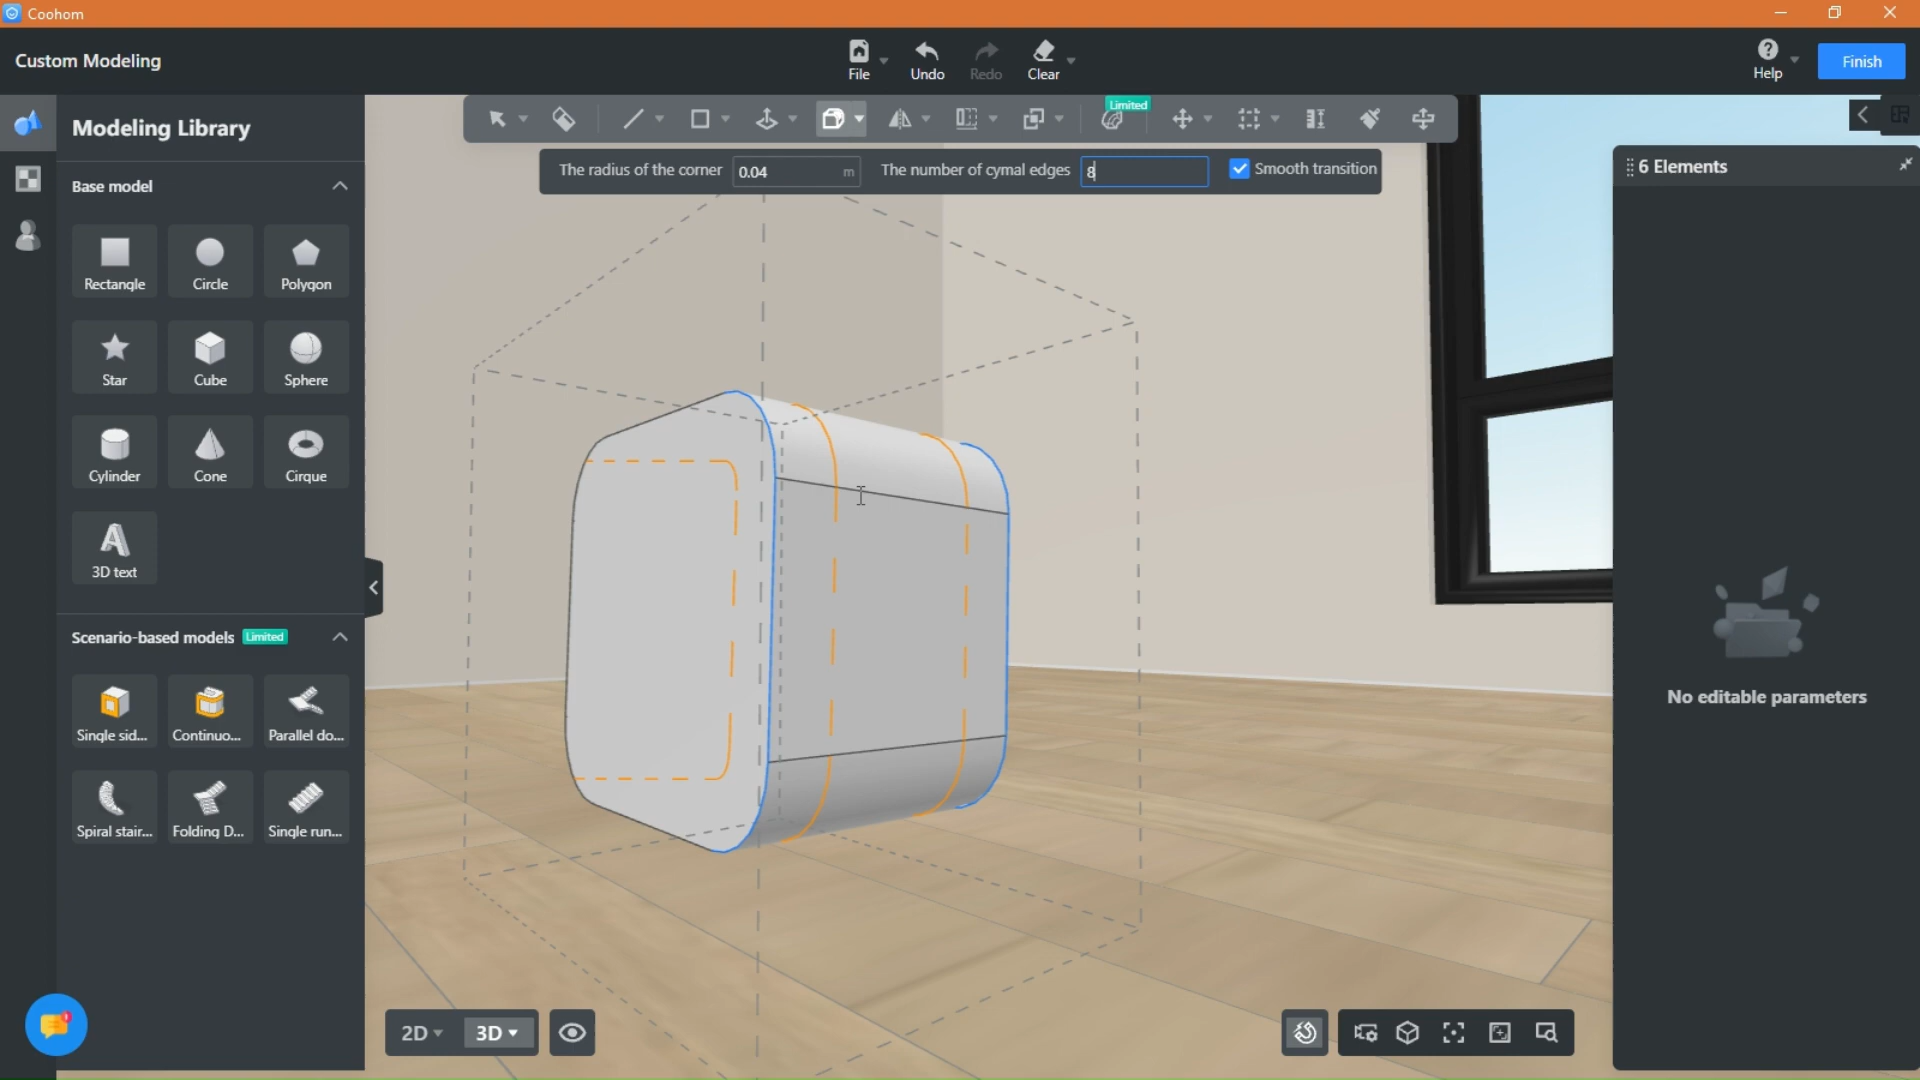 Coohom
Custom Modeling
File
Undo
Redo
Clear
Help
Finish
Modeling Library
Limited
The radius of the corner 0.04 m The number of cymal edges 8 Smooth transition
Base model
6 Elements
Rectangle
Circle
Polygon
Star
Cube
Sphere
Cylinder
Cone
Cirque
3D text
Scenario-based models Limited
Single sid...
Continuo...
Parallel do...
No editable parameters
Spiral stair...
Folding D...
Single run...
2D
3D